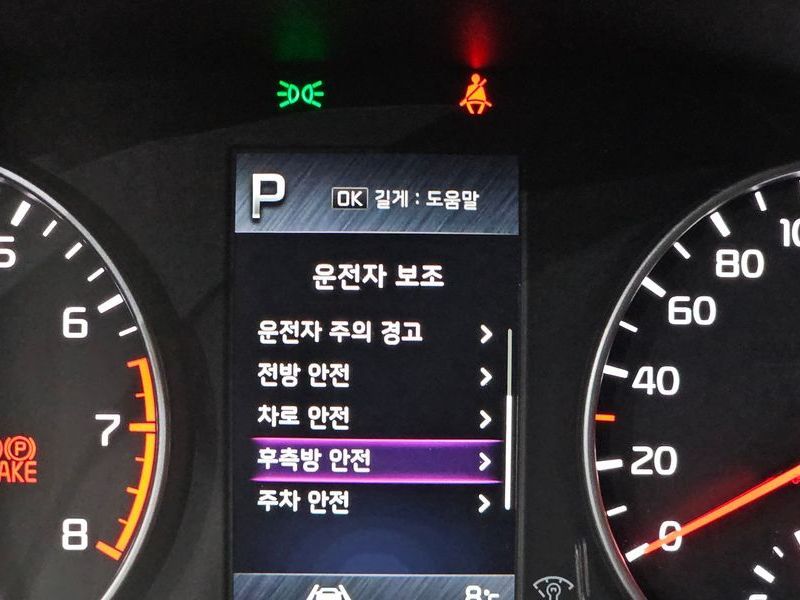 P
OK 길게 : 도움말
운전자 보조
운전자 주의 경고
전방 안전
차로 안전
후측방 안전
주차 안전
8℃
5
6
7
8
(P)
80
60
40
20
0